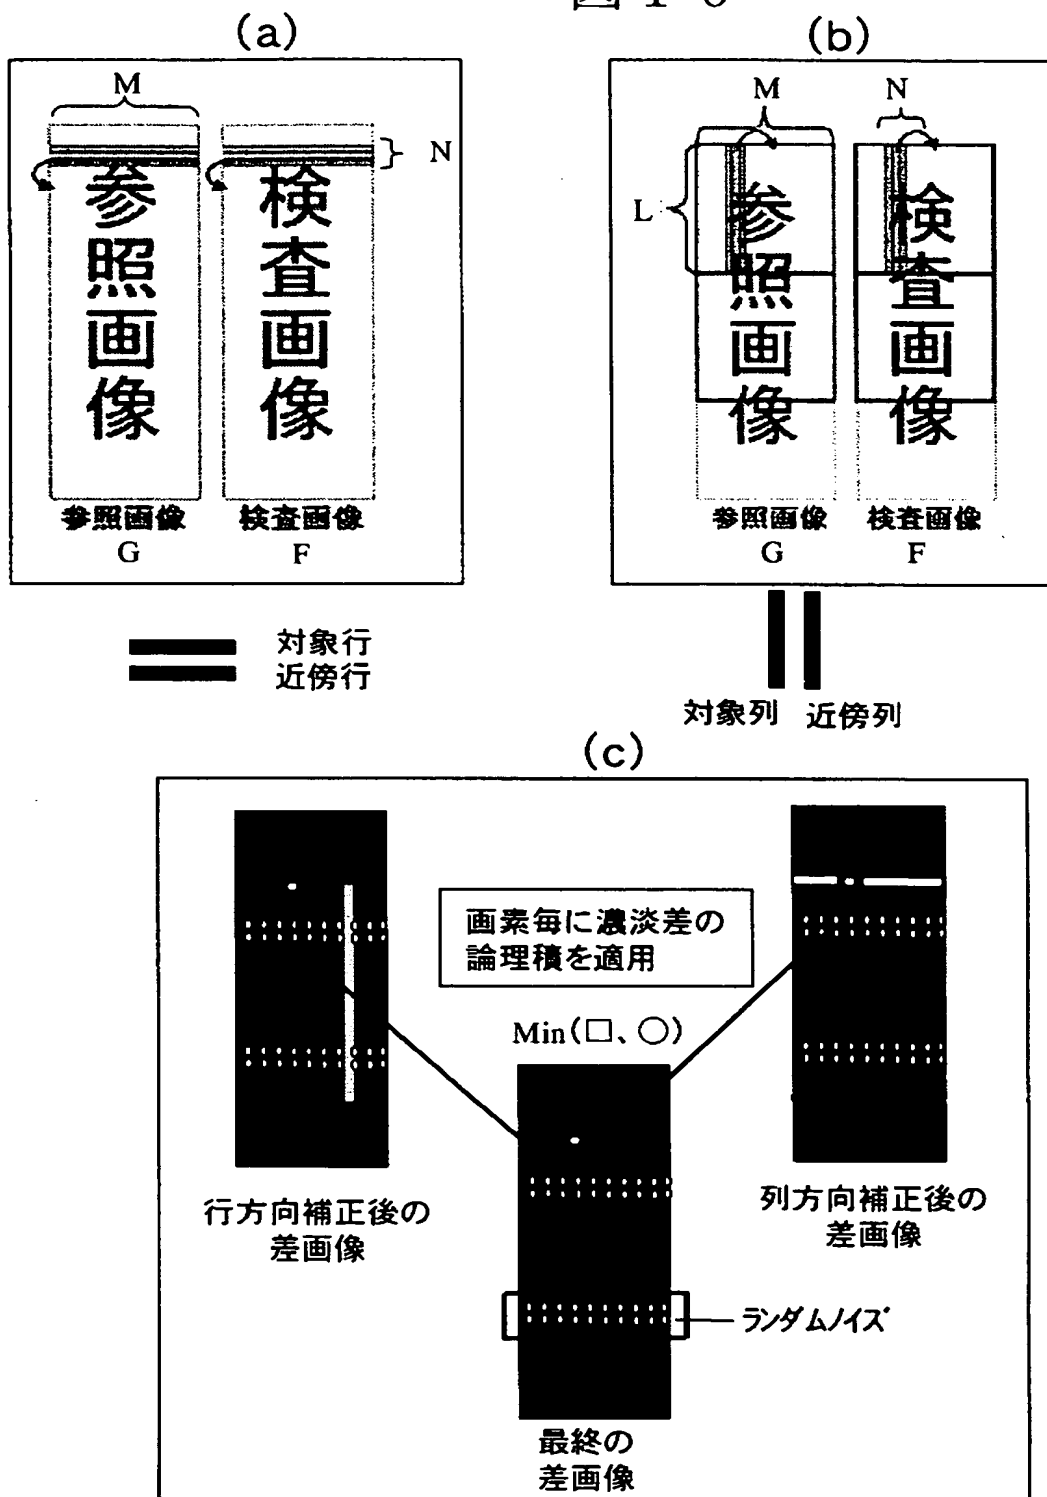 (a)
M
N
参照画像
検査画像
参照画像
検査画像
G
F
対象行
近傍行
(b)
M
N
L
参照画像
検査画像
参照画像
検査画像
G
F
対象列 近傍列
(c)
画素毎に濃淡差の
論理積を適用
Min(□、○)
行方向補正後の
差画像
列方向補正後の
差画像
ランダムノイズ
最終の
差画像